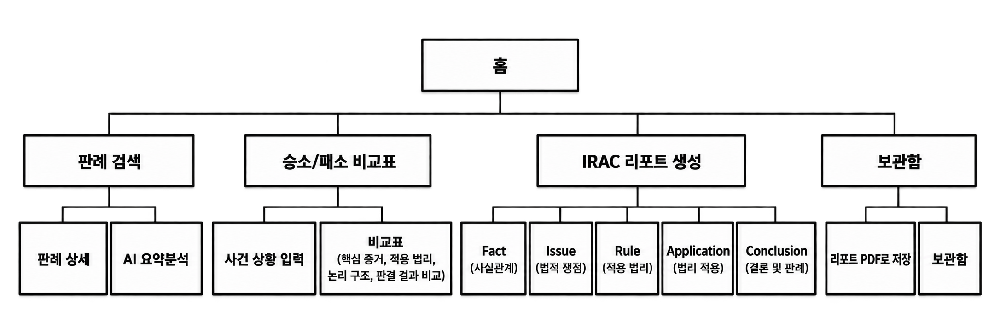 홈
판례 검색
승소/패소 비교표
IRAC 리포트 생성
보관함
판례 상세
AI 요약분석
사건 상황 입력
비교표
(핵심 증거, 적용 법리,
논리 구조, 판결 결과 비교)
Fact
(사실관계)
Issue
(법적 쟁점)
Rule
(적용 법리)
Application
(법리 적용)
Conclusion
(결론 및 판례)
리포트 PDF로 저장
보관함